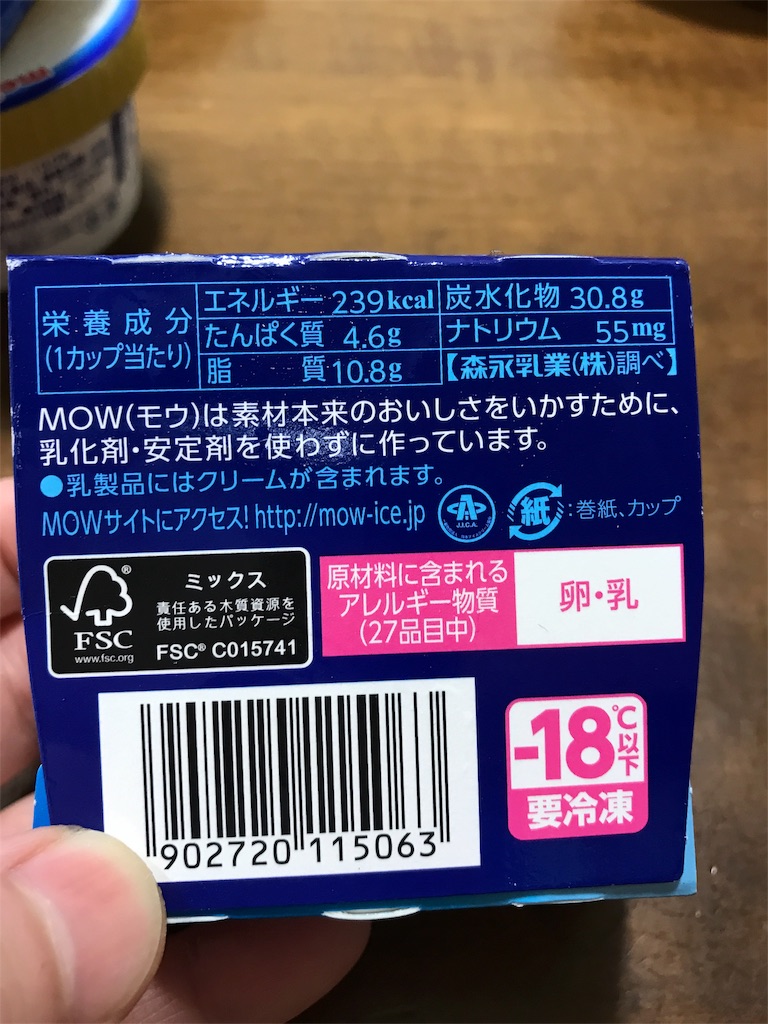 栄養成分
(1カップ当たり)
エネルギー 239kcal
炭水化物 30.8g
たんぱく質 4.6g
ナトリウム 55mg
脂 質 10.8g
【森永乳業(株)調べ】
MOW(モウ)は素材本来のおいしさをいかすために、
乳化剤・安定剤を使わずに作っています。
●乳製品にはクリームが含まれます。
MOWサイトにアクセス! http://mow-ice.jp
J.I.C.A.
紙:巻紙、カップ
FSC®
www.fsc.org
ミックス
責任ある木質資源を
使用したパッケージ
FSC® C015741
原材料に含まれる
アレルギー物質
(27品目中)
卵・乳
902720 115063
-18℃以下
要冷凍